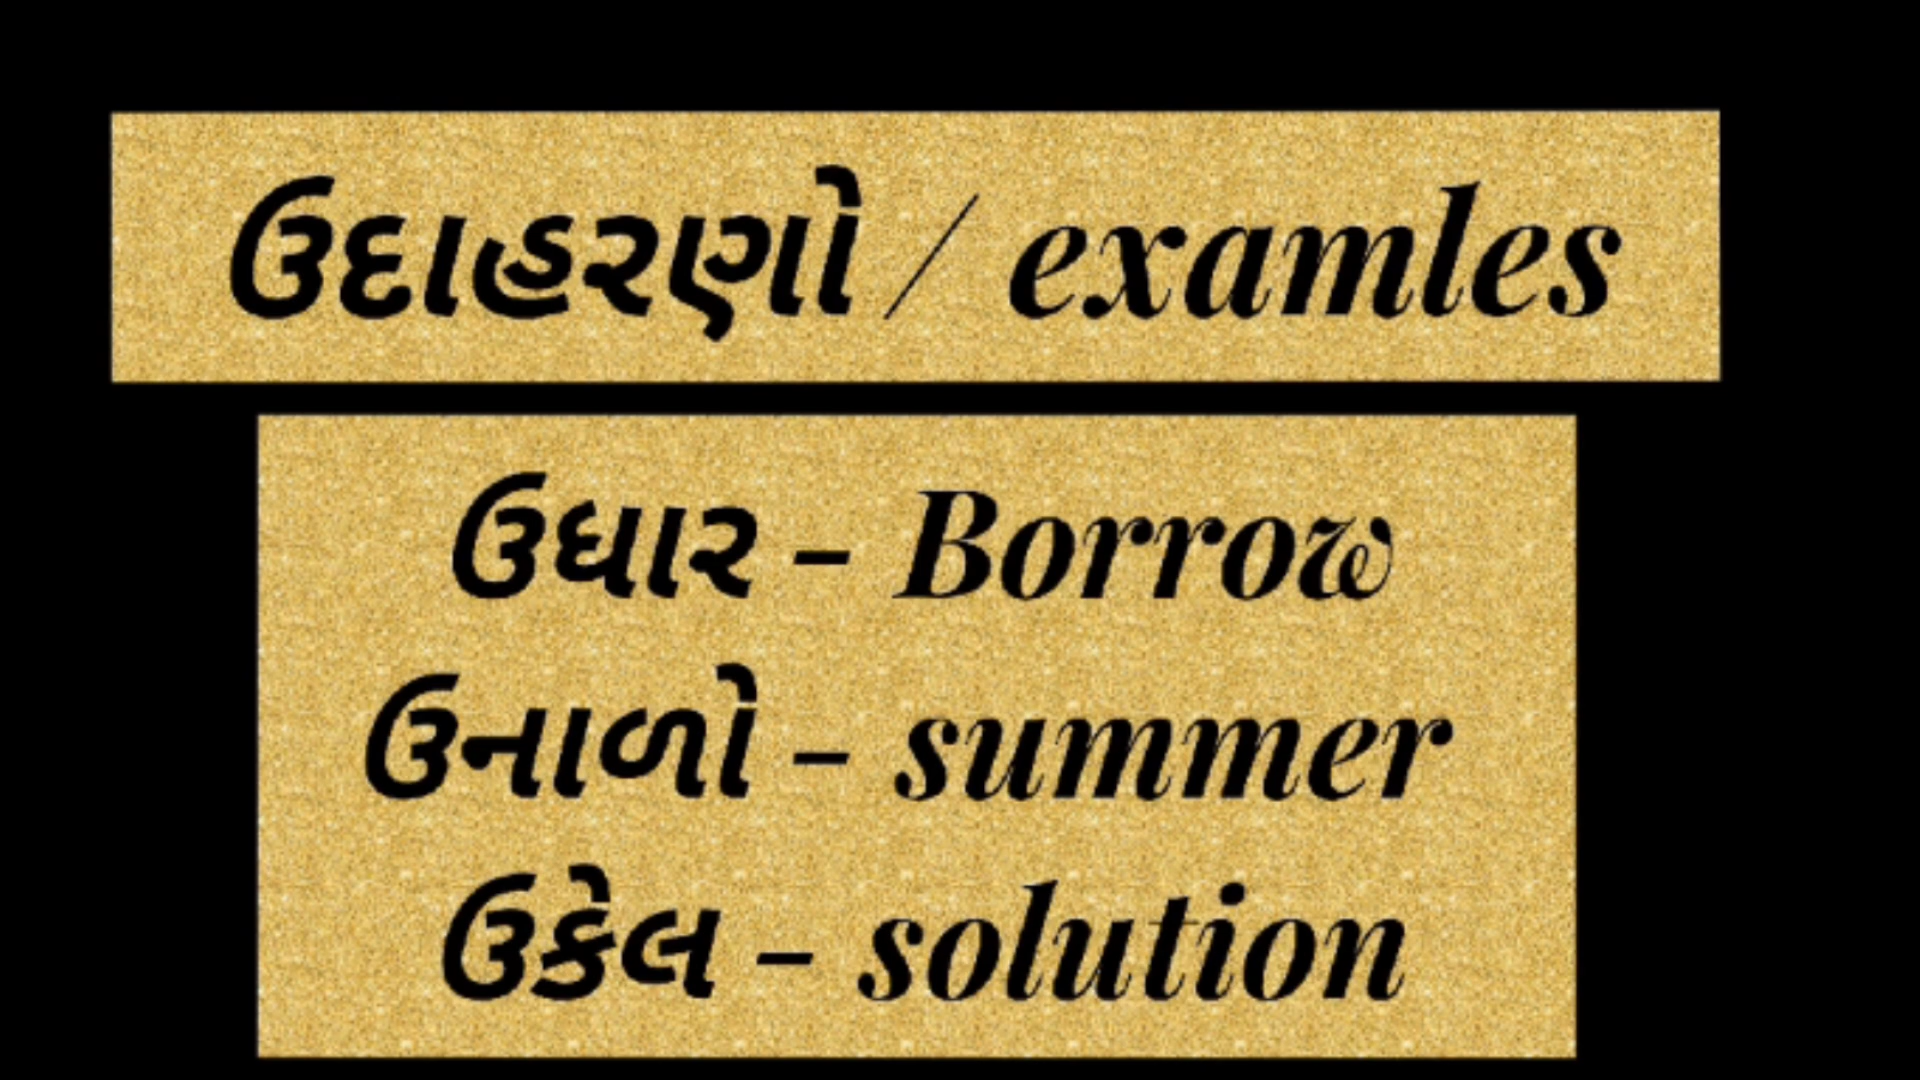 ઉદાહરણો / examles
ઉધાર – Borrow
ઉનાળો – summer
ઉકેલ – solution